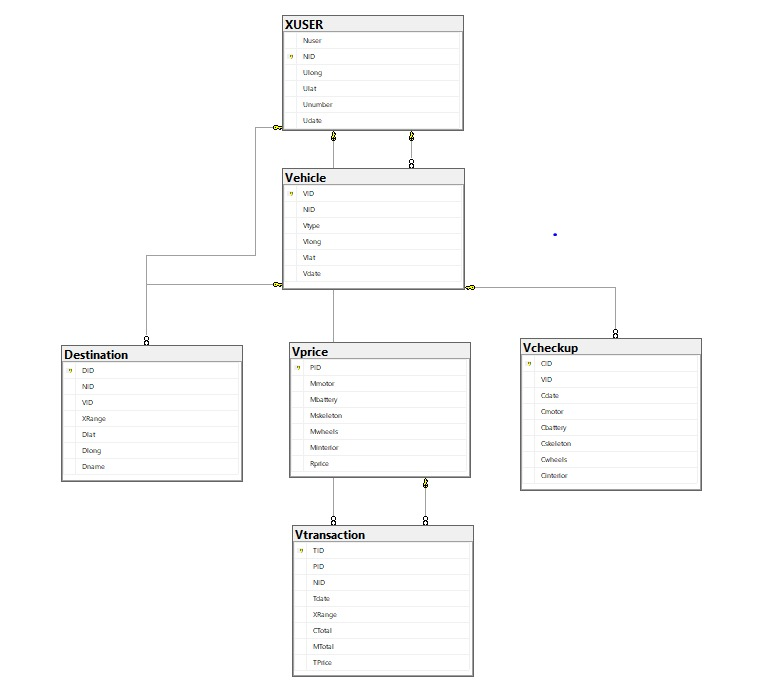 XUSER
Nuser
NID
Ulong
Ulat
Unumber
Udate
Vehicle
VID
NID
Vtype
Vlong
Vlat
Vdate
Destination
DID
NID
VID
XRange
Dlat
Dlong
Dname
Vprice
PID
Mmotor
Mbattery
Mskeleton
Mwheels
Minterior
Rprice
Vcheckup
CID
VID
Cdate
Cmotor
Cbattery
Cskeleton
Cwheels
Cinterior
Vtransaction
TID
PID
NID
Tdate
XRange
CTotal
MTotal
TPrice